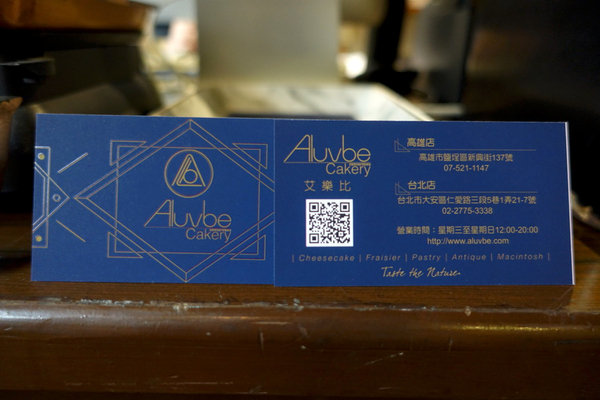 Aluvbe
Cakery
Aluvbe
Cakery
艾樂比
高雄店
高雄市鹽埕區新興街137號
07-521-1147
台北店
台北市大安區仁愛路三段5巷1弄21-7號
02-2775-3338
營業時間：星期三至星期日12:00-20:00
http://www.aluvbe.com
| Cheesecake | Fraisier | Pastry | Antique | Macintosh |
Taste the Nature